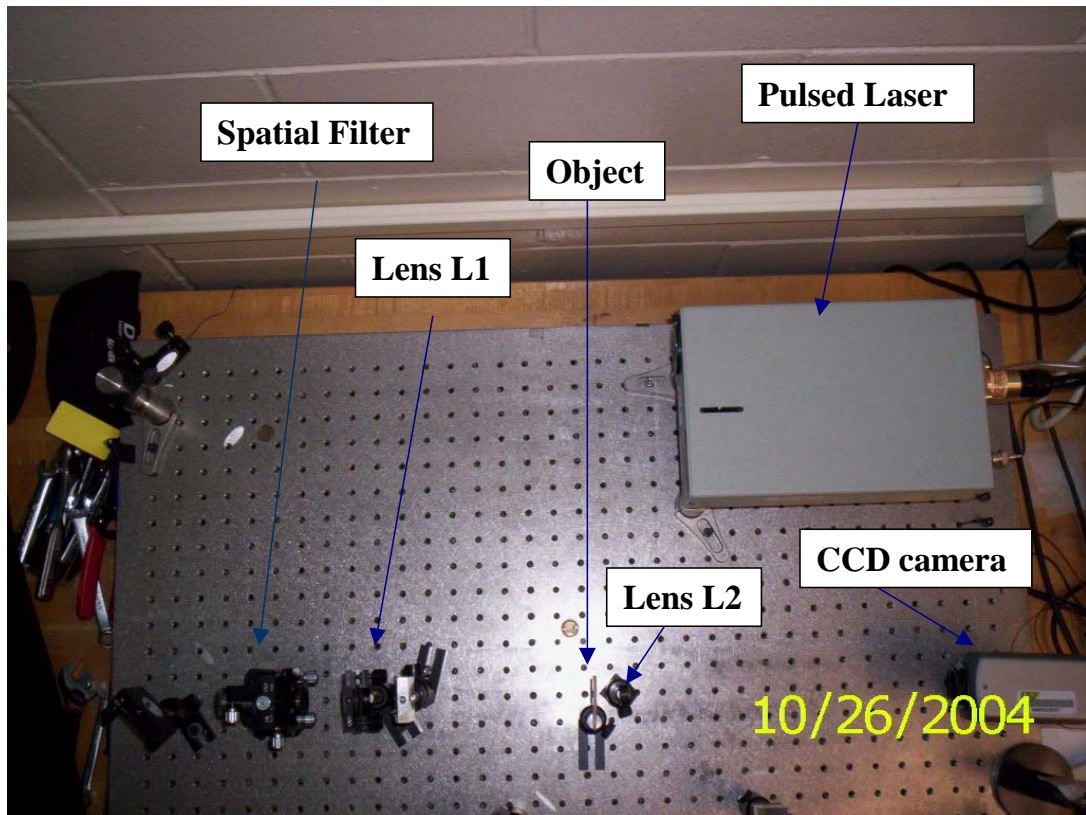 Pulsed Laser
Spatial Filter
Object
Lens L1
CCD camera
Lens L2
10/26/2004